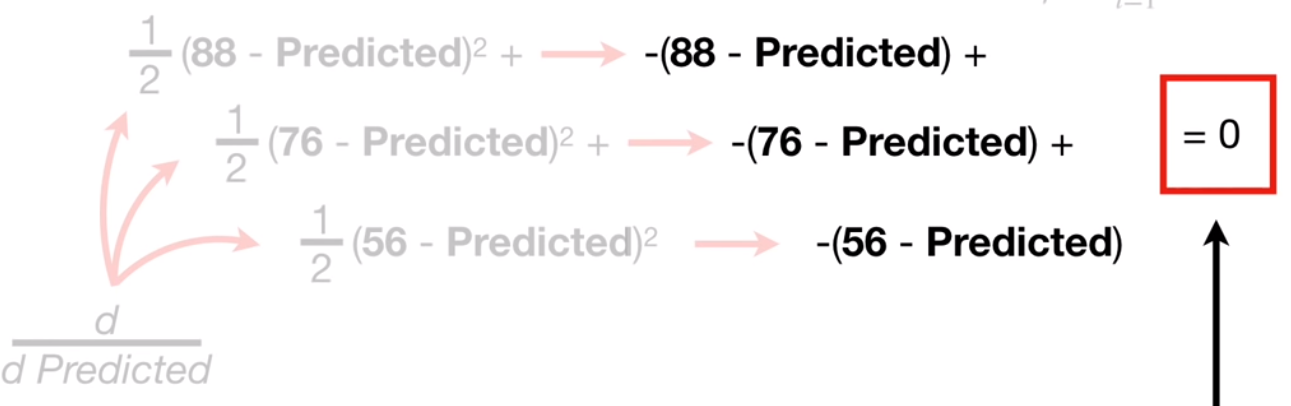 1/2 (88 - Predicted)² + -(88 - Predicted) +
1/2 (76 - Predicted)² + -(76 - Predicted) +
= 0
1/2 (56 - Predicted)² -(56 - Predicted)
d
d Predicted